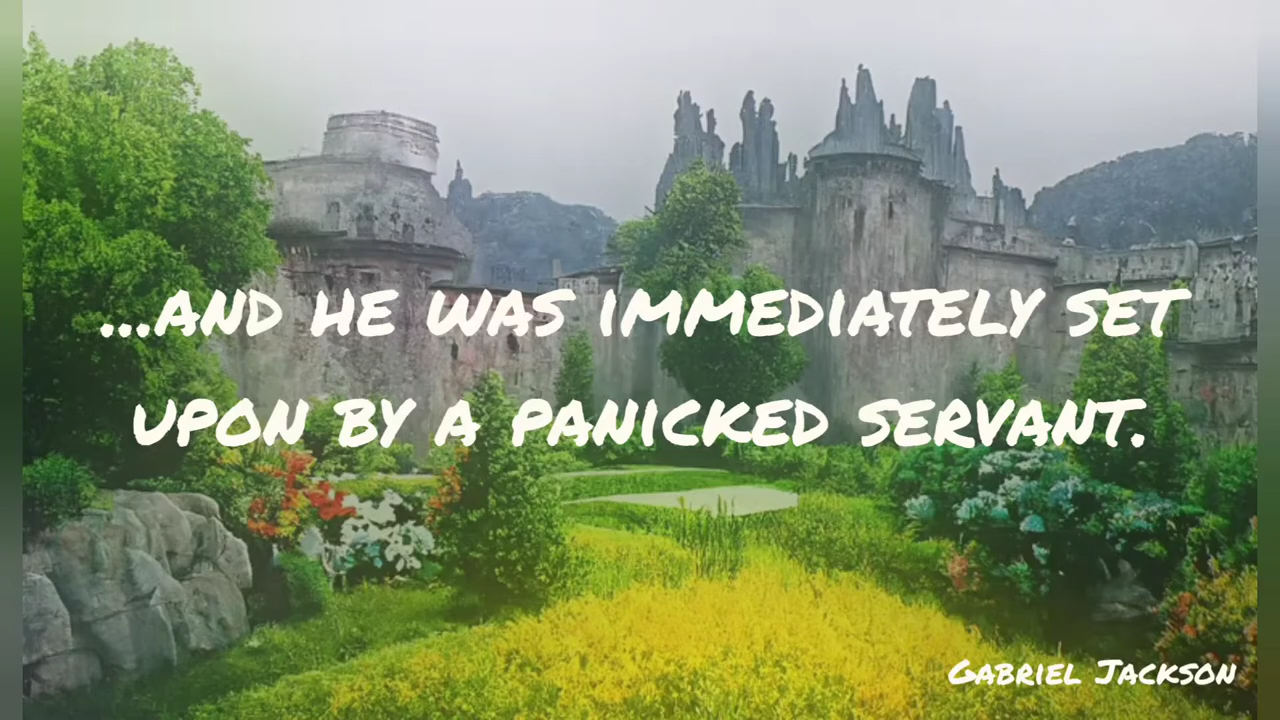 ...AND HE WAS IMMEDIATELY SET
UPON BY A PANICKED SERVANT.
GABRIEL JACKSON